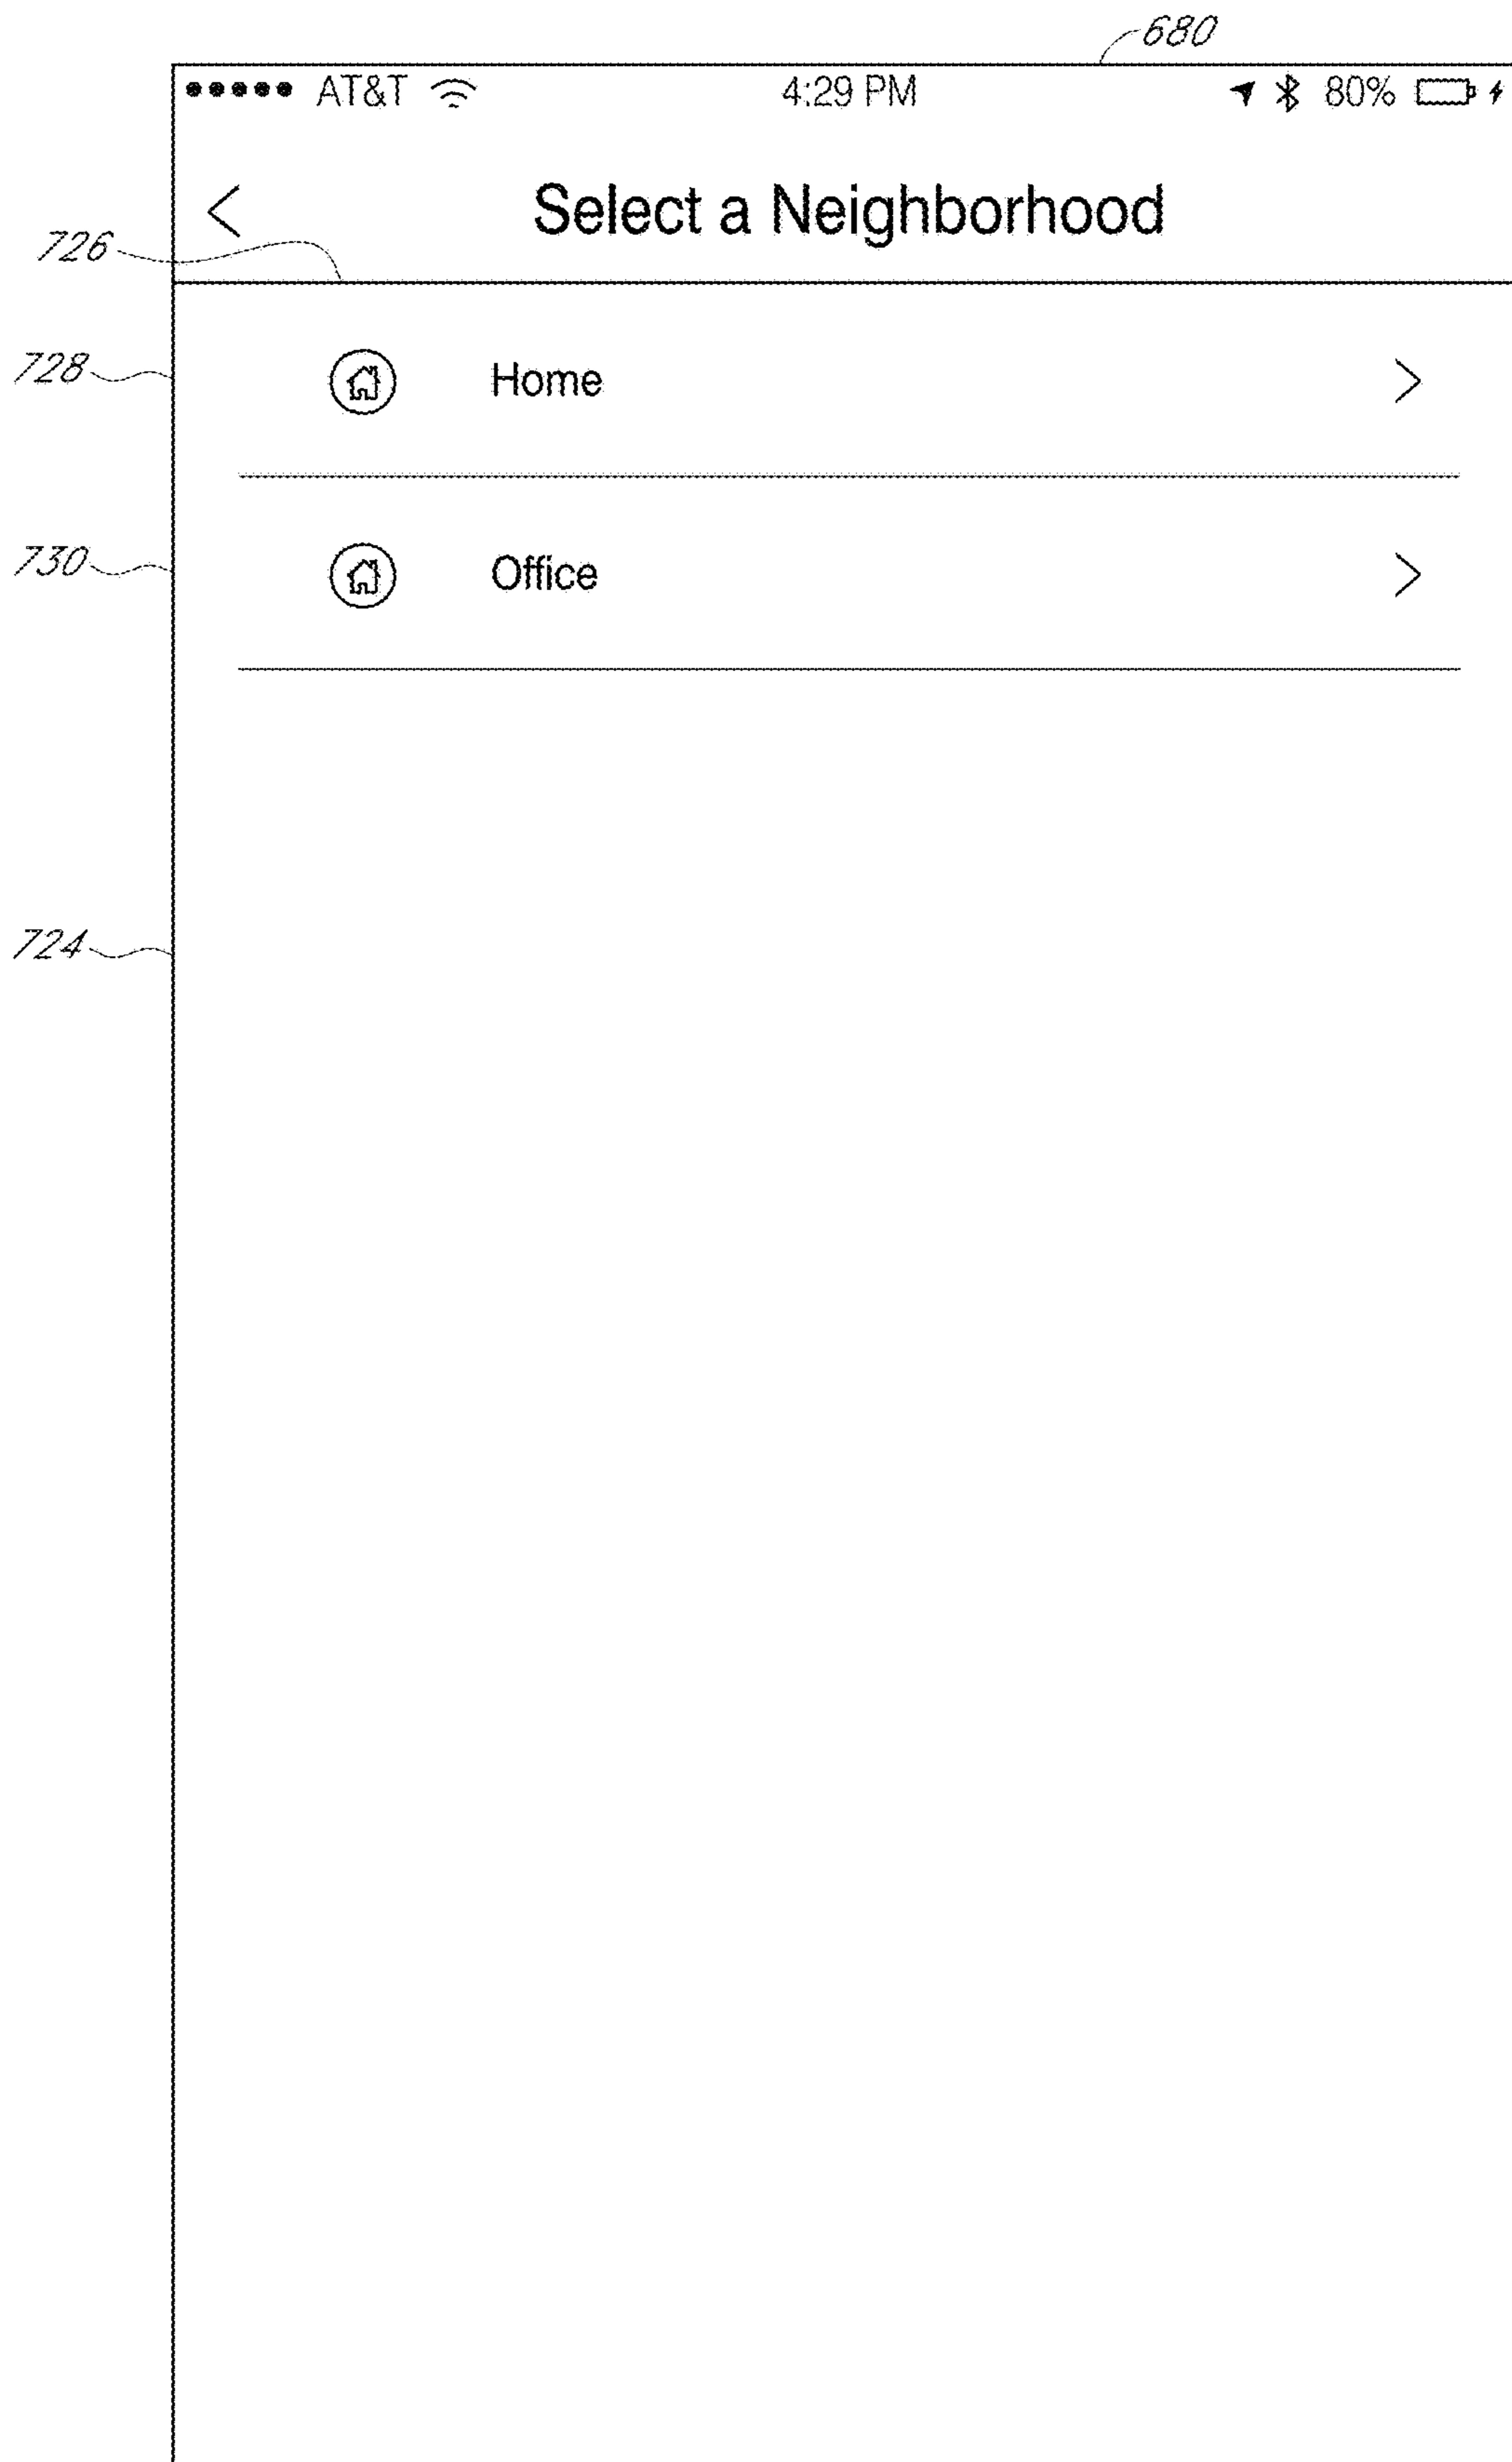 680
AT&T 4:29 PM 80%
Select a Neighborhood
726
728 Home
730 Office
724